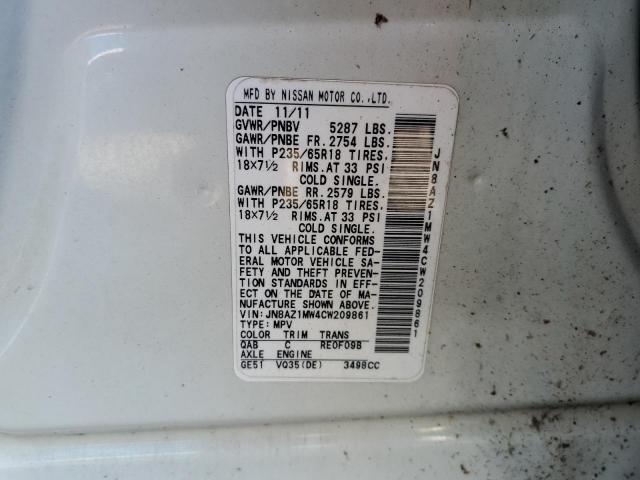 MFD BY NISSAN MOTOR CO.,LTD.
DATE 11/11
GVWR/PNBV 5287 LBS.
GAWR/PNBE FR. 2754 LBS.
WITH P235/65R18 TIRES.
18×7½ RIMS.AT 33 PSI
COLD SINGLE.
GAWR/PNBE RR. 2579 LBS.
WITH P235/65R18 TIRES.
18×7½ RIMS.AT 33 PSI
COLD SINGLE.
THIS VEHICLE CONFORMS
TO ALL APPLICABLE FED-
ERAL MOTOR VEHICLE SA-
FETY AND THEFT PREVEN-
TION STANDARDS IN EFF-
ECT ON THE DATE OF MA-
NUFACTURE SHOWN ABOVE.
VIN: JN8AZ1MW4CW209861
TYPE: MPV
COLOR TRIM TRANS
QAB C RE0F09B
AXLE ENGINE
GE51 VQ35(DE) 3498CC
JN8AZ1MW4CW209861